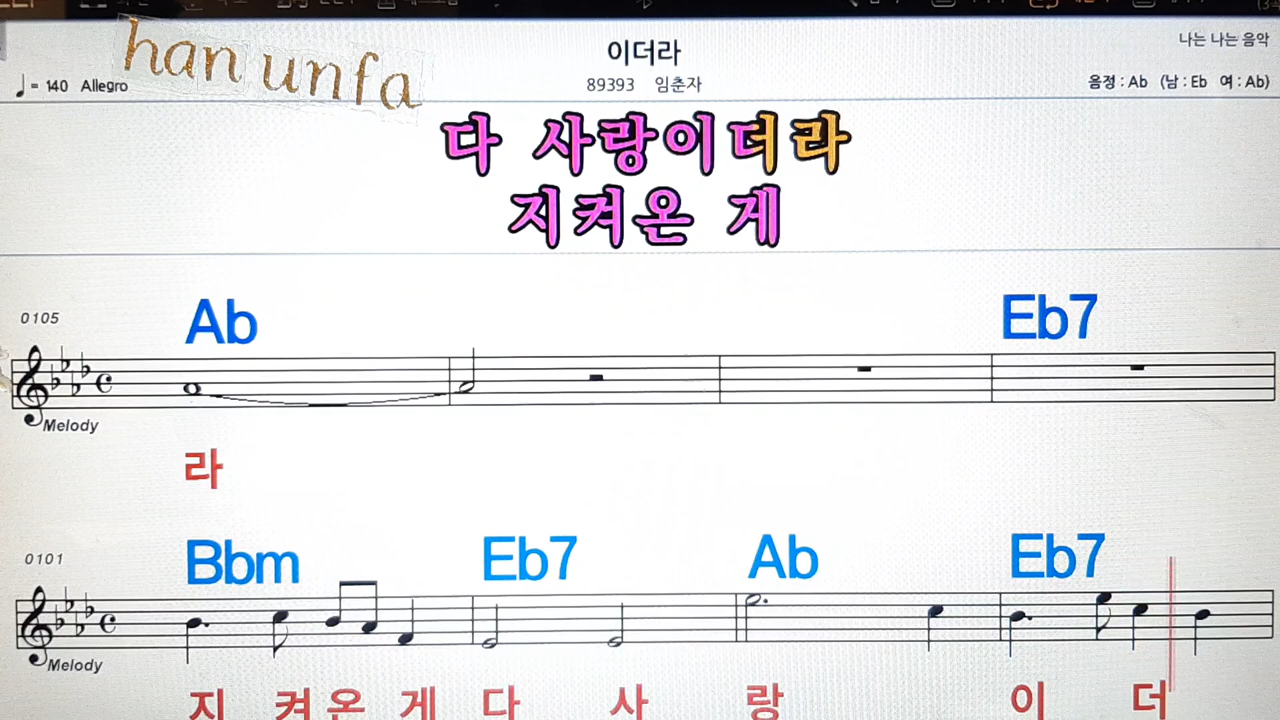 han unfa
이더라
나는 나는 음악
♩= 140 Allegro
89393 임춘자
음정 : Ab (남 : Eb 여 : Ab)
다 사랑이더라
지켜온 게
Ab Eb7
0105
Melody
라
Bbm Eb7 Ab Eb7
0101
Melody
지 켜온 게 다 사 랑 이 더